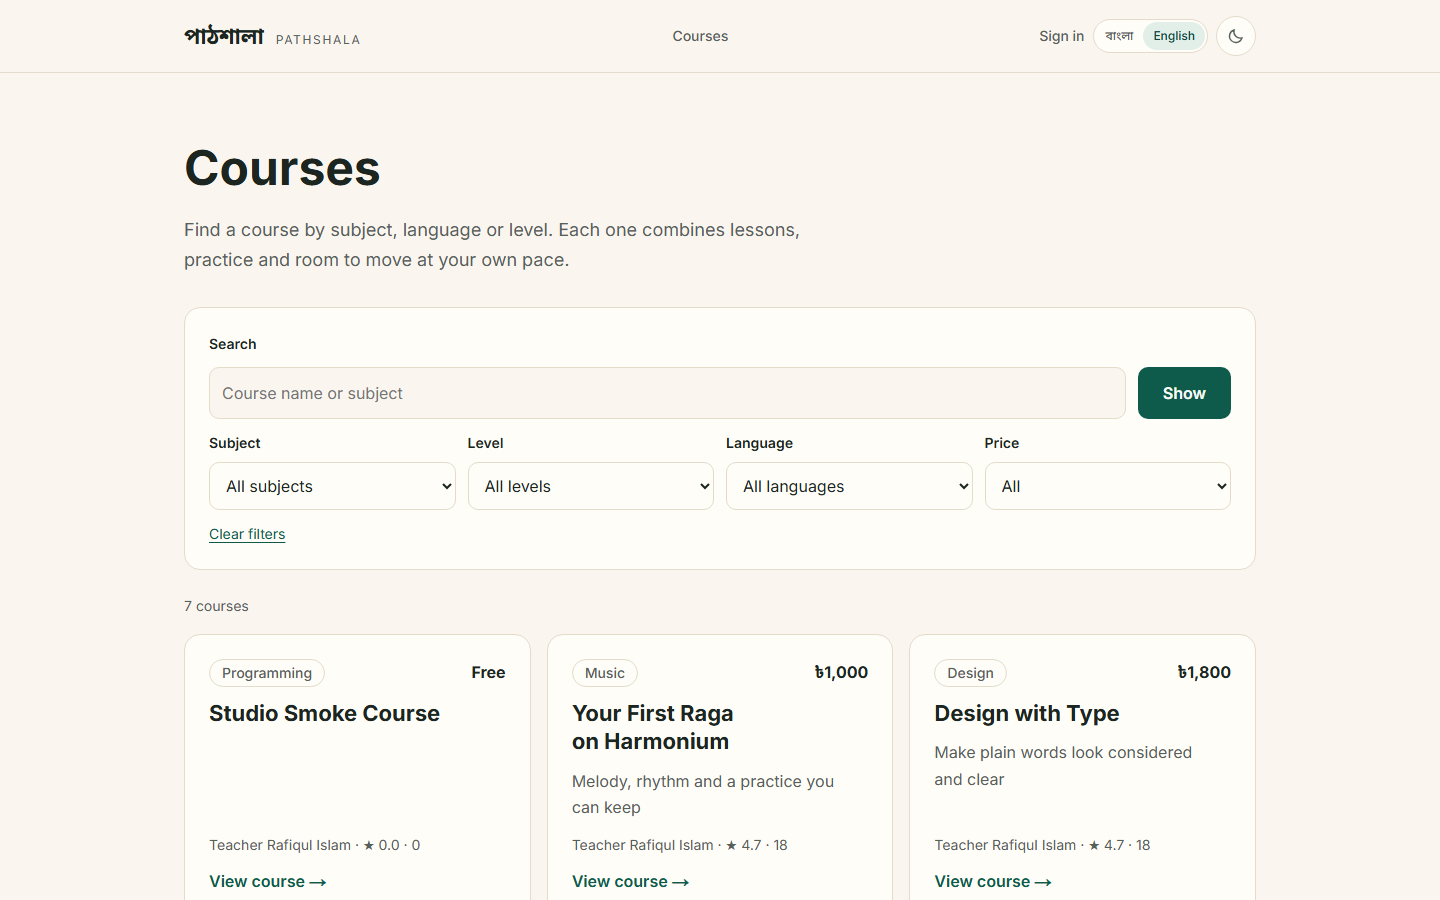 পাঠশালা PATHSHALA
Courses
Sign in
বাংলা
English
Courses
Find a course by subject, language or level. Each one combines lessons,
practice and room to move at your own pace.
Search
Course name or subject
Show
Subject
Level
Language
Price
All subjects
All levels
All languages
All
Clear filters
7 courses
Programming
Free
Studio Smoke Course
Teacher Rafiqul Islam · ★ 0.0 · 0
View course →
Music
৳1,000
Your First Raga
on Harmonium
Melody, rhythm and a practice you
can keep
Teacher Rafiqul Islam · ★ 4.7 · 18
View course →
Design
৳1,800
Design with Type
Make plain words look considered
and clear
Teacher Rafiqul Islam · ★ 4.7 · 18
View course →